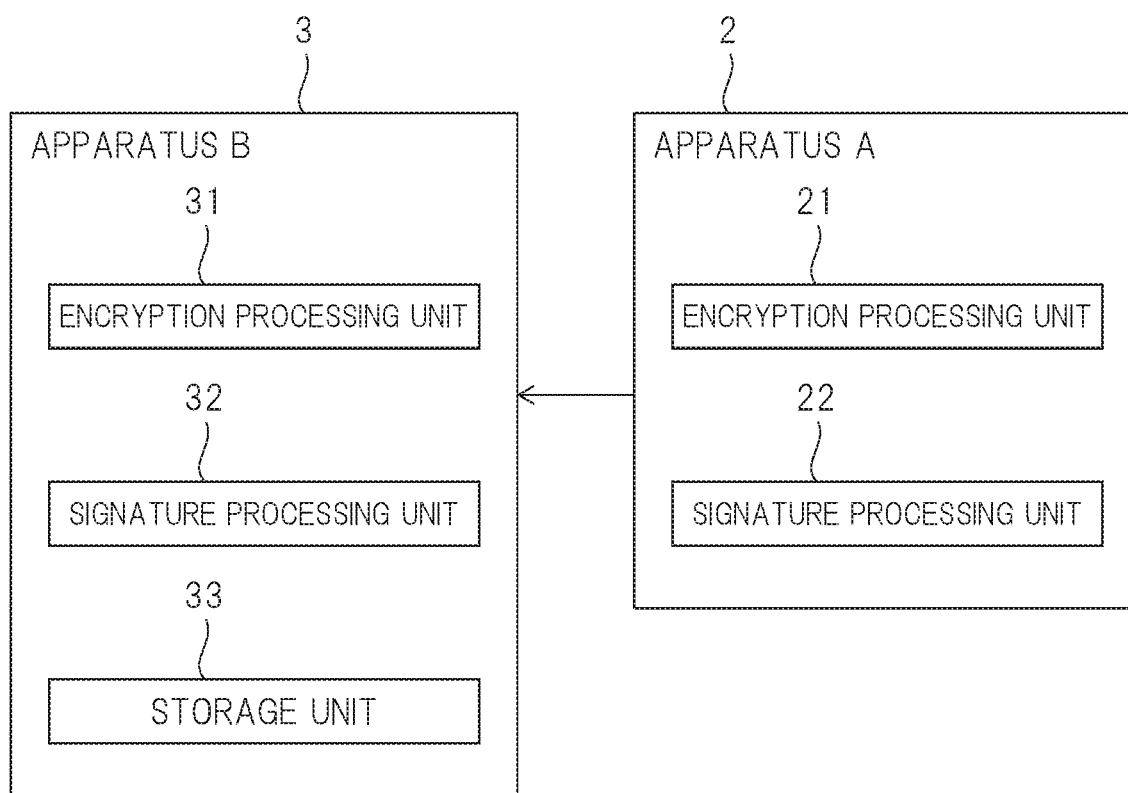 3
2
APPARATUS B
APPARATUS A
31
21
ENCRYPTION PROCESSING UNIT
ENCRYPTION PROCESSING UNIT
32
22
SIGNATURE PROCESSING UNIT
SIGNATURE PROCESSING UNIT
33
STORAGE UNIT